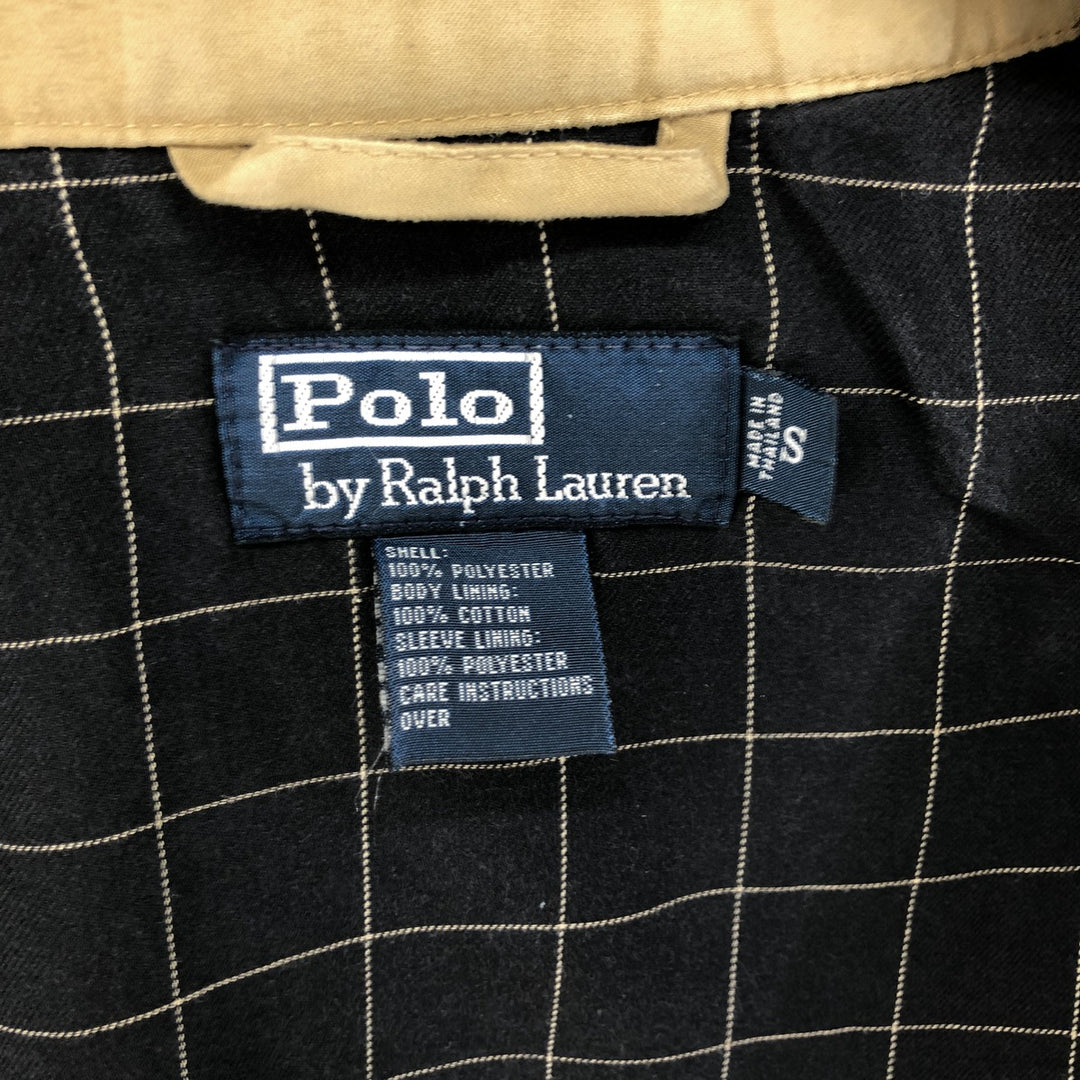 Polo
by Ralph Lauren
MADE IN
THAILAND
S
SHELL:
100% POLYESTER
BODY LINING:
100% COTTON
SLEEVE LINING:
100% POLYESTER
CARE INSTRUCTIONS
OVER